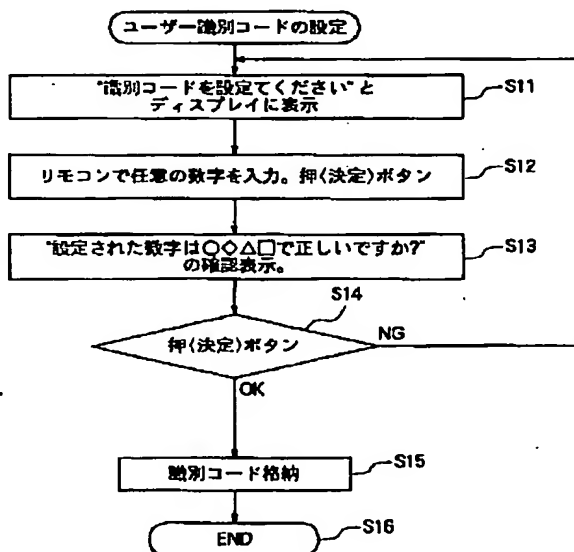 ユーザー識別コードの設定
"識別コードを設定てください"と
ディスプレイに表示
S11
リモコンで任意の数字を入力。押〈決定〉ボタン
S12
"設定された数字は○◇△□で正しいですか?"
の確認表示。
S13
S14
押〈決定〉ボタン
NG
OK
識別コード格納
S15
END
S16